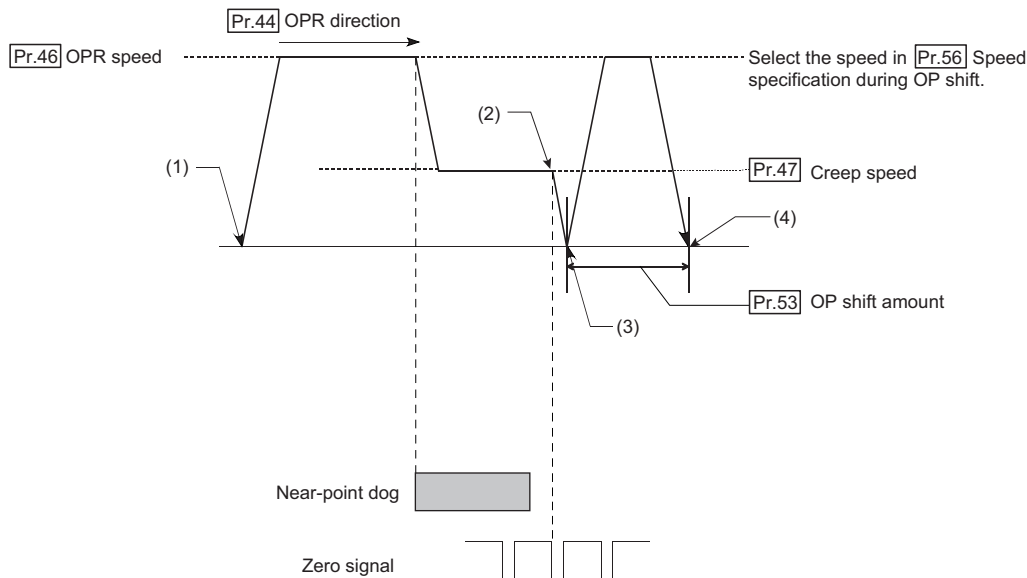 Pr.44 OPR direction
Pr.46 OPR speed
Select the speed in Pr.56 Speed
specification during OP shift.
(2)
(1)
Pr.47 Creep speed
(4)
Pr.53 OP shift amount
(3)
Near-point dog
Zero signal